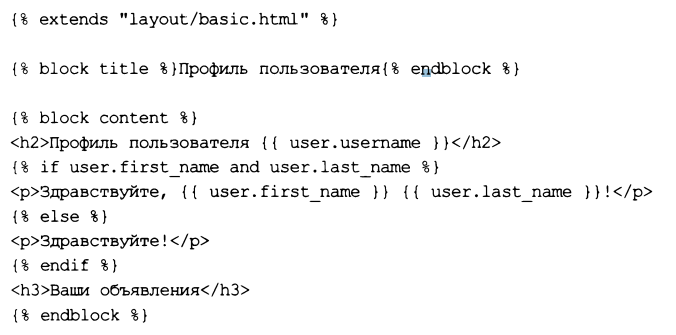 {% extends "layout/basic.html" %}
{% block title %}Профиль пользователя{% endblock %}
{% block content %}
<h2>Профиль пользователя {{ user.username }}</h2>
{% if user.first_name and user.last_name %}
<p>Здравствуйте, {{ user.first_name }} {{ user.last_name }}!</p>
{% else %}
<p>Здравствуйте!</p>
{% endif %}
<h3>Ваши объявления</h3>
{% endblock %}